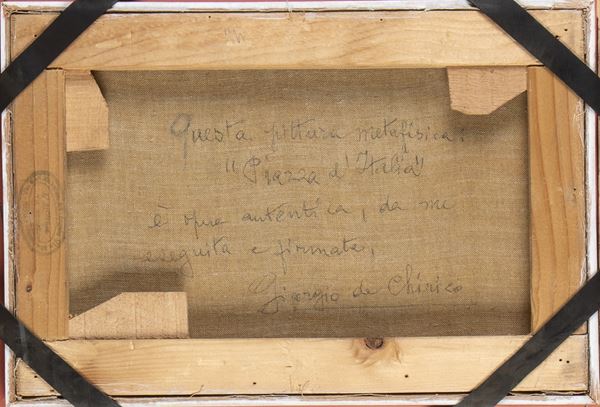 Questa pittura metafisica:
"Piazza d'Italia"
è opera autentica, da me
eseguita e firmata,
Giorgio de Chirico